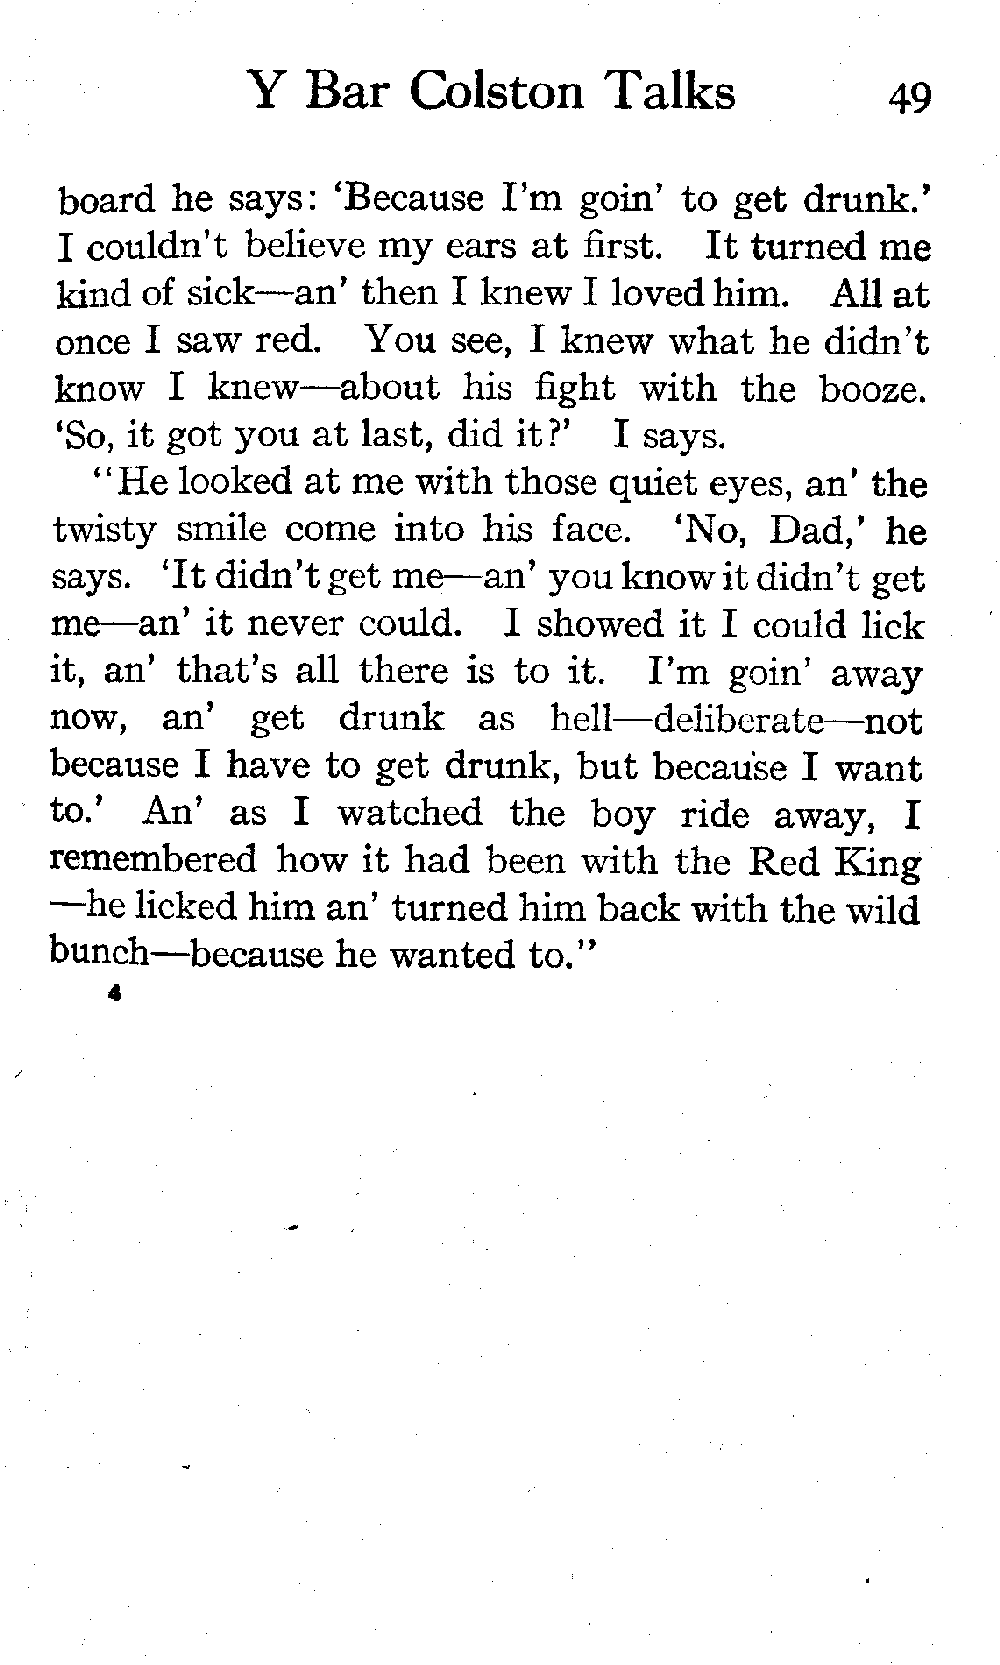 Y Bar Colston Talks 49
board he says: ‘Because I’m goin’ to get drunk.’
I couldn’t believe my ears at first. It turned me
kind of sick—an’ then I knew I loved him. All at
once I saw red. You see, I knew what he didn’t
know I knew—about his fight with the booze.
‘So, it got you at last, did it?’ I says.
“He looked at me with those quiet eyes, an’ the
twisty smile come into his face. ‘No, Dad,’ he
says. ‘It didn’t get me—an’ you know it didn’t get
me—an’ it never could. I showed it I could lick
it, an’ that’s all there is to it. I’m goin’ away
now, an’ get drunk as hell—deliberate—not
because I have to get drunk, but because I want
to.’ An’ as I watched the boy ride away, I
remembered how it had been with the Red King
—he licked him an’ turned him back with the wild
bunch—because he wanted to.”
4